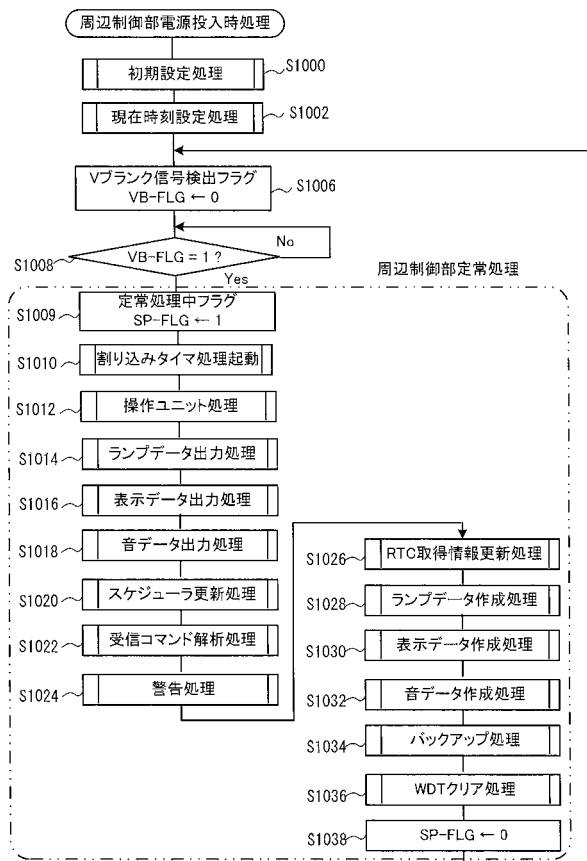 周辺制御部電源投入時処理
初期設定処理
S1000
現在時刻設定処理
S1002
Vブランク信号検出フラグ
VB-FLG ← 0
S1006
No
S1008
VB-FLG = 1 ?
Yes
周辺制御部定常処理
S1009
定常処理中フラグ
SP-FLG ← 1
S1010
割り込みタイマ処理起動
S1012
操作ユニット処理
S1014
ランプデータ出力処理
S1016
表示データ出力処理
S1018
音データ出力処理
S1020
スケジューラ更新処理
S1022
受信コマンド解析処理
S1024
警告処理
S1026
RTC取得情報更新処理
S1028
ランプデータ作成処理
S1030
表示データ作成処理
S1032
音データ作成処理
S1034
バックアップ処理
S1036
WDTクリア処理
S1038
SP-FLG ← 0